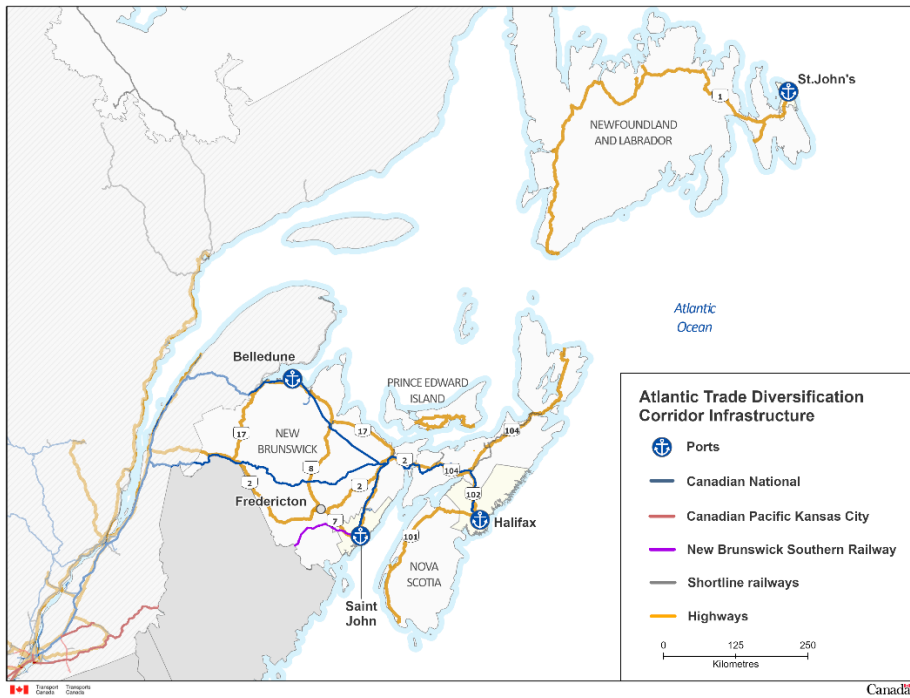 St.John's
1
NEWFOUNDLAND
AND LABRADOR
Atlantic
Ocean
Belledune
PRINCE EDWARD
ISLAND
17
NEW
BRUNSWICK
17
104
2
8
104
2
2
102
Fredericton
7
Halifax
101
NOVA
SCOTIA
Saint
John
Atlantic Trade Diversification
Corridor Infrastructure
Ports
Canadian National
Canadian Pacific Kansas City
New Brunswick Southern Railway
Shortline railways
Highways
0 125 250
Kilometres
Transport Transports
Canada Canada
Canada